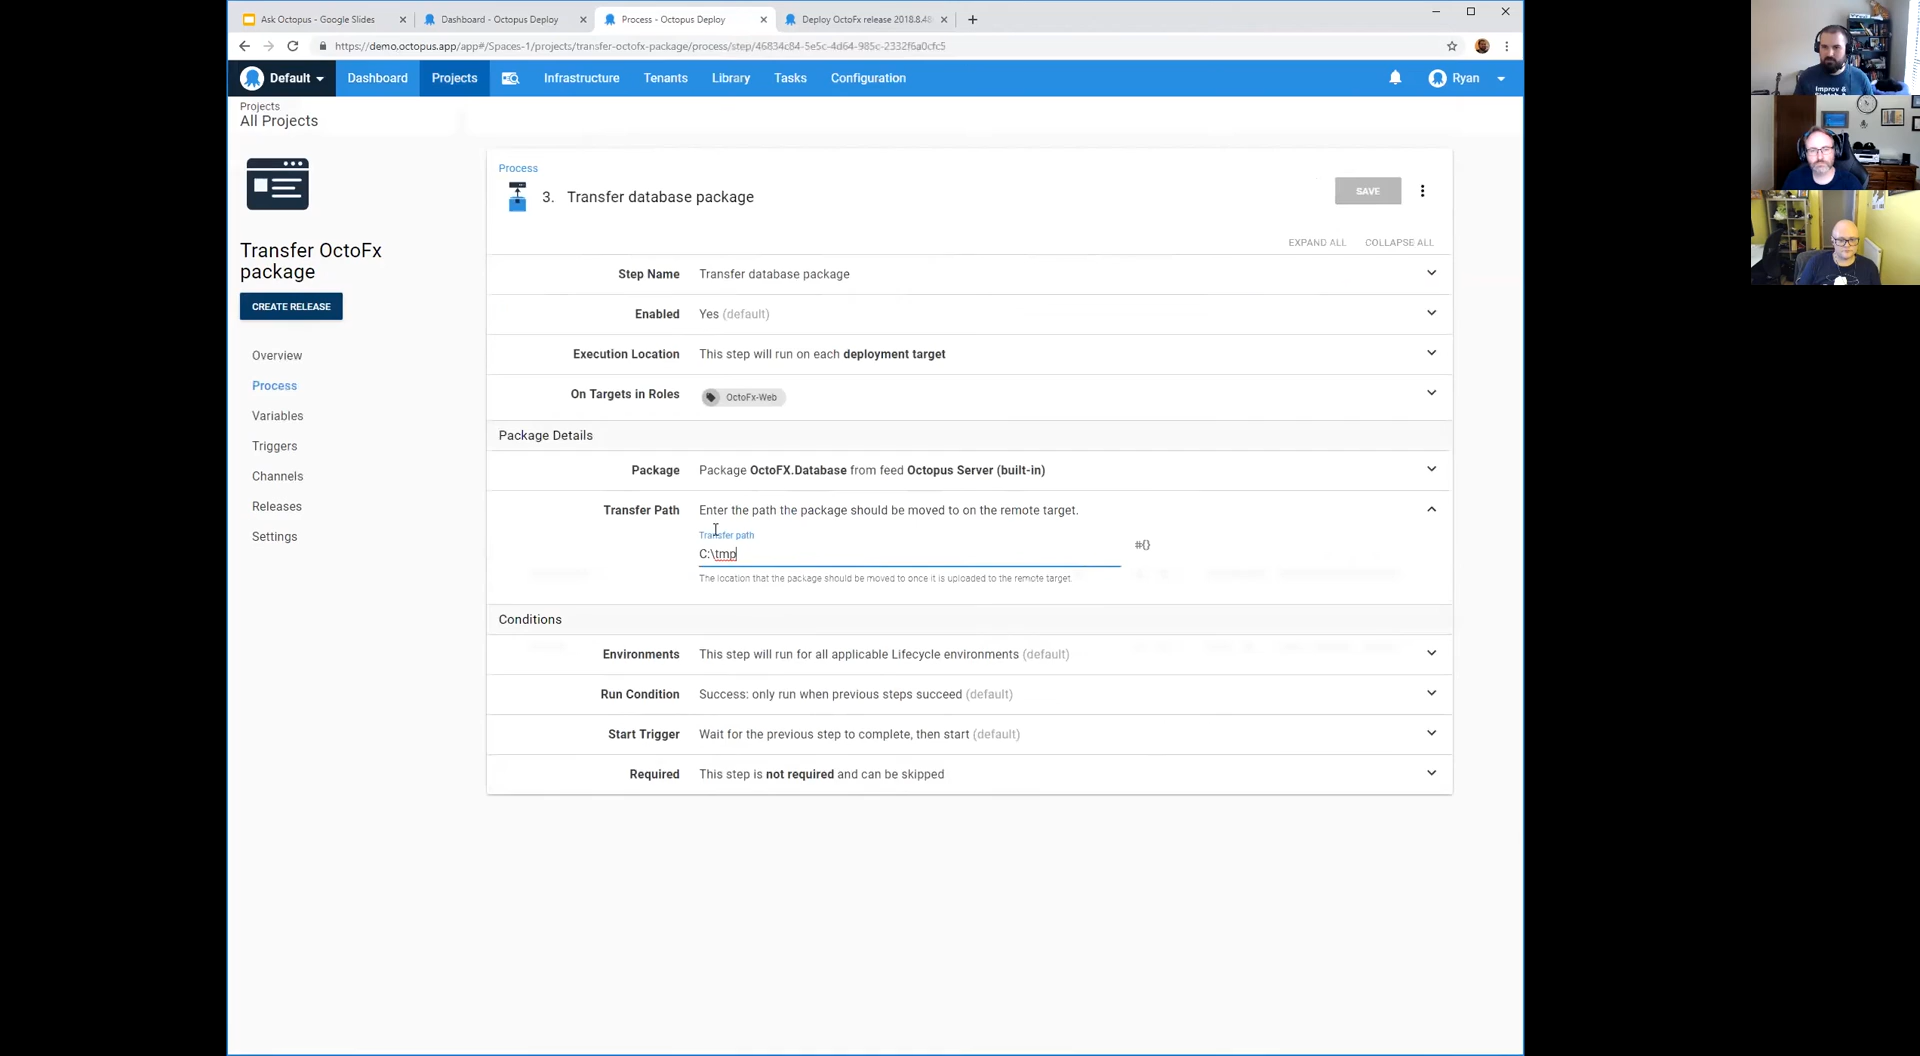 Ask Octopus - Google Slides
Dashboard - Octopus Deploy
Process - Octopus Deploy
Deploy OctoFx release 2018.8.48
https://demo.octopus.app/app#/Spaces-1/projects/transfer-octofx-package/process/step/46834c84-5e5c-4d64-985c-2332f6a0cfc5
Default
Dashboard
Projects
Infrastructure
Tenants
Library
Tasks
Configuration
Ryan
Projects
All Projects
Transfer OctoFx
package
CREATE RELEASE
Overview
Process
Variables
Triggers
Channels
Releases
Settings
Process
3. Transfer database package
SAVE
EXPAND ALL COLLAPSE ALL
Step Name Transfer database package
Enabled Yes (default)
Execution Location This step will run on each deployment target
On Targets in Roles OctoFx-Web
Package Details
Package Package OctoFX.Database from feed Octopus Server (built-in)
Transfer Path Enter the path the package should be moved to on the remote target.
Transfer path
C:\tmp
#{}
The location that the package should be moved to once it is uploaded to the remote target.
Conditions
Environments This step will run for all applicable Lifecycle environments (default)
Run Condition Success: only run when previous steps succeed (default)
Start Trigger Wait for the previous step to complete, then start (default)
Required This step is not required and can be skipped
Improv &